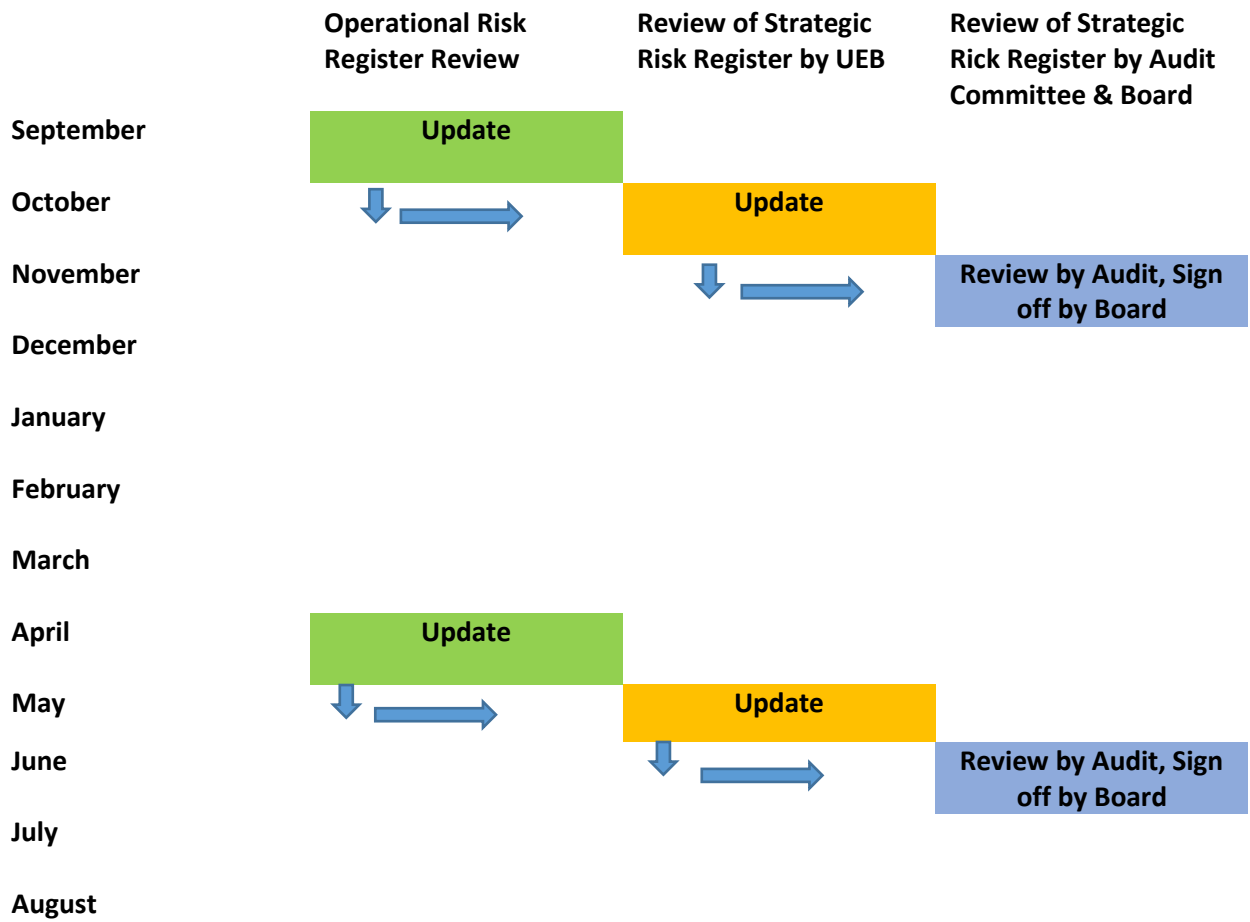 Operational Risk
Register Review
Review of Strategic
Risk Register by UEB
Review of Strategic
Rick Register by Audit
Committee & Board
September
Update
October
Update
November
Review by Audit, Sign
off by Board
December
January
February
March
April
Update
May
Update
June
Review by Audit, Sign
off by Board
July
August